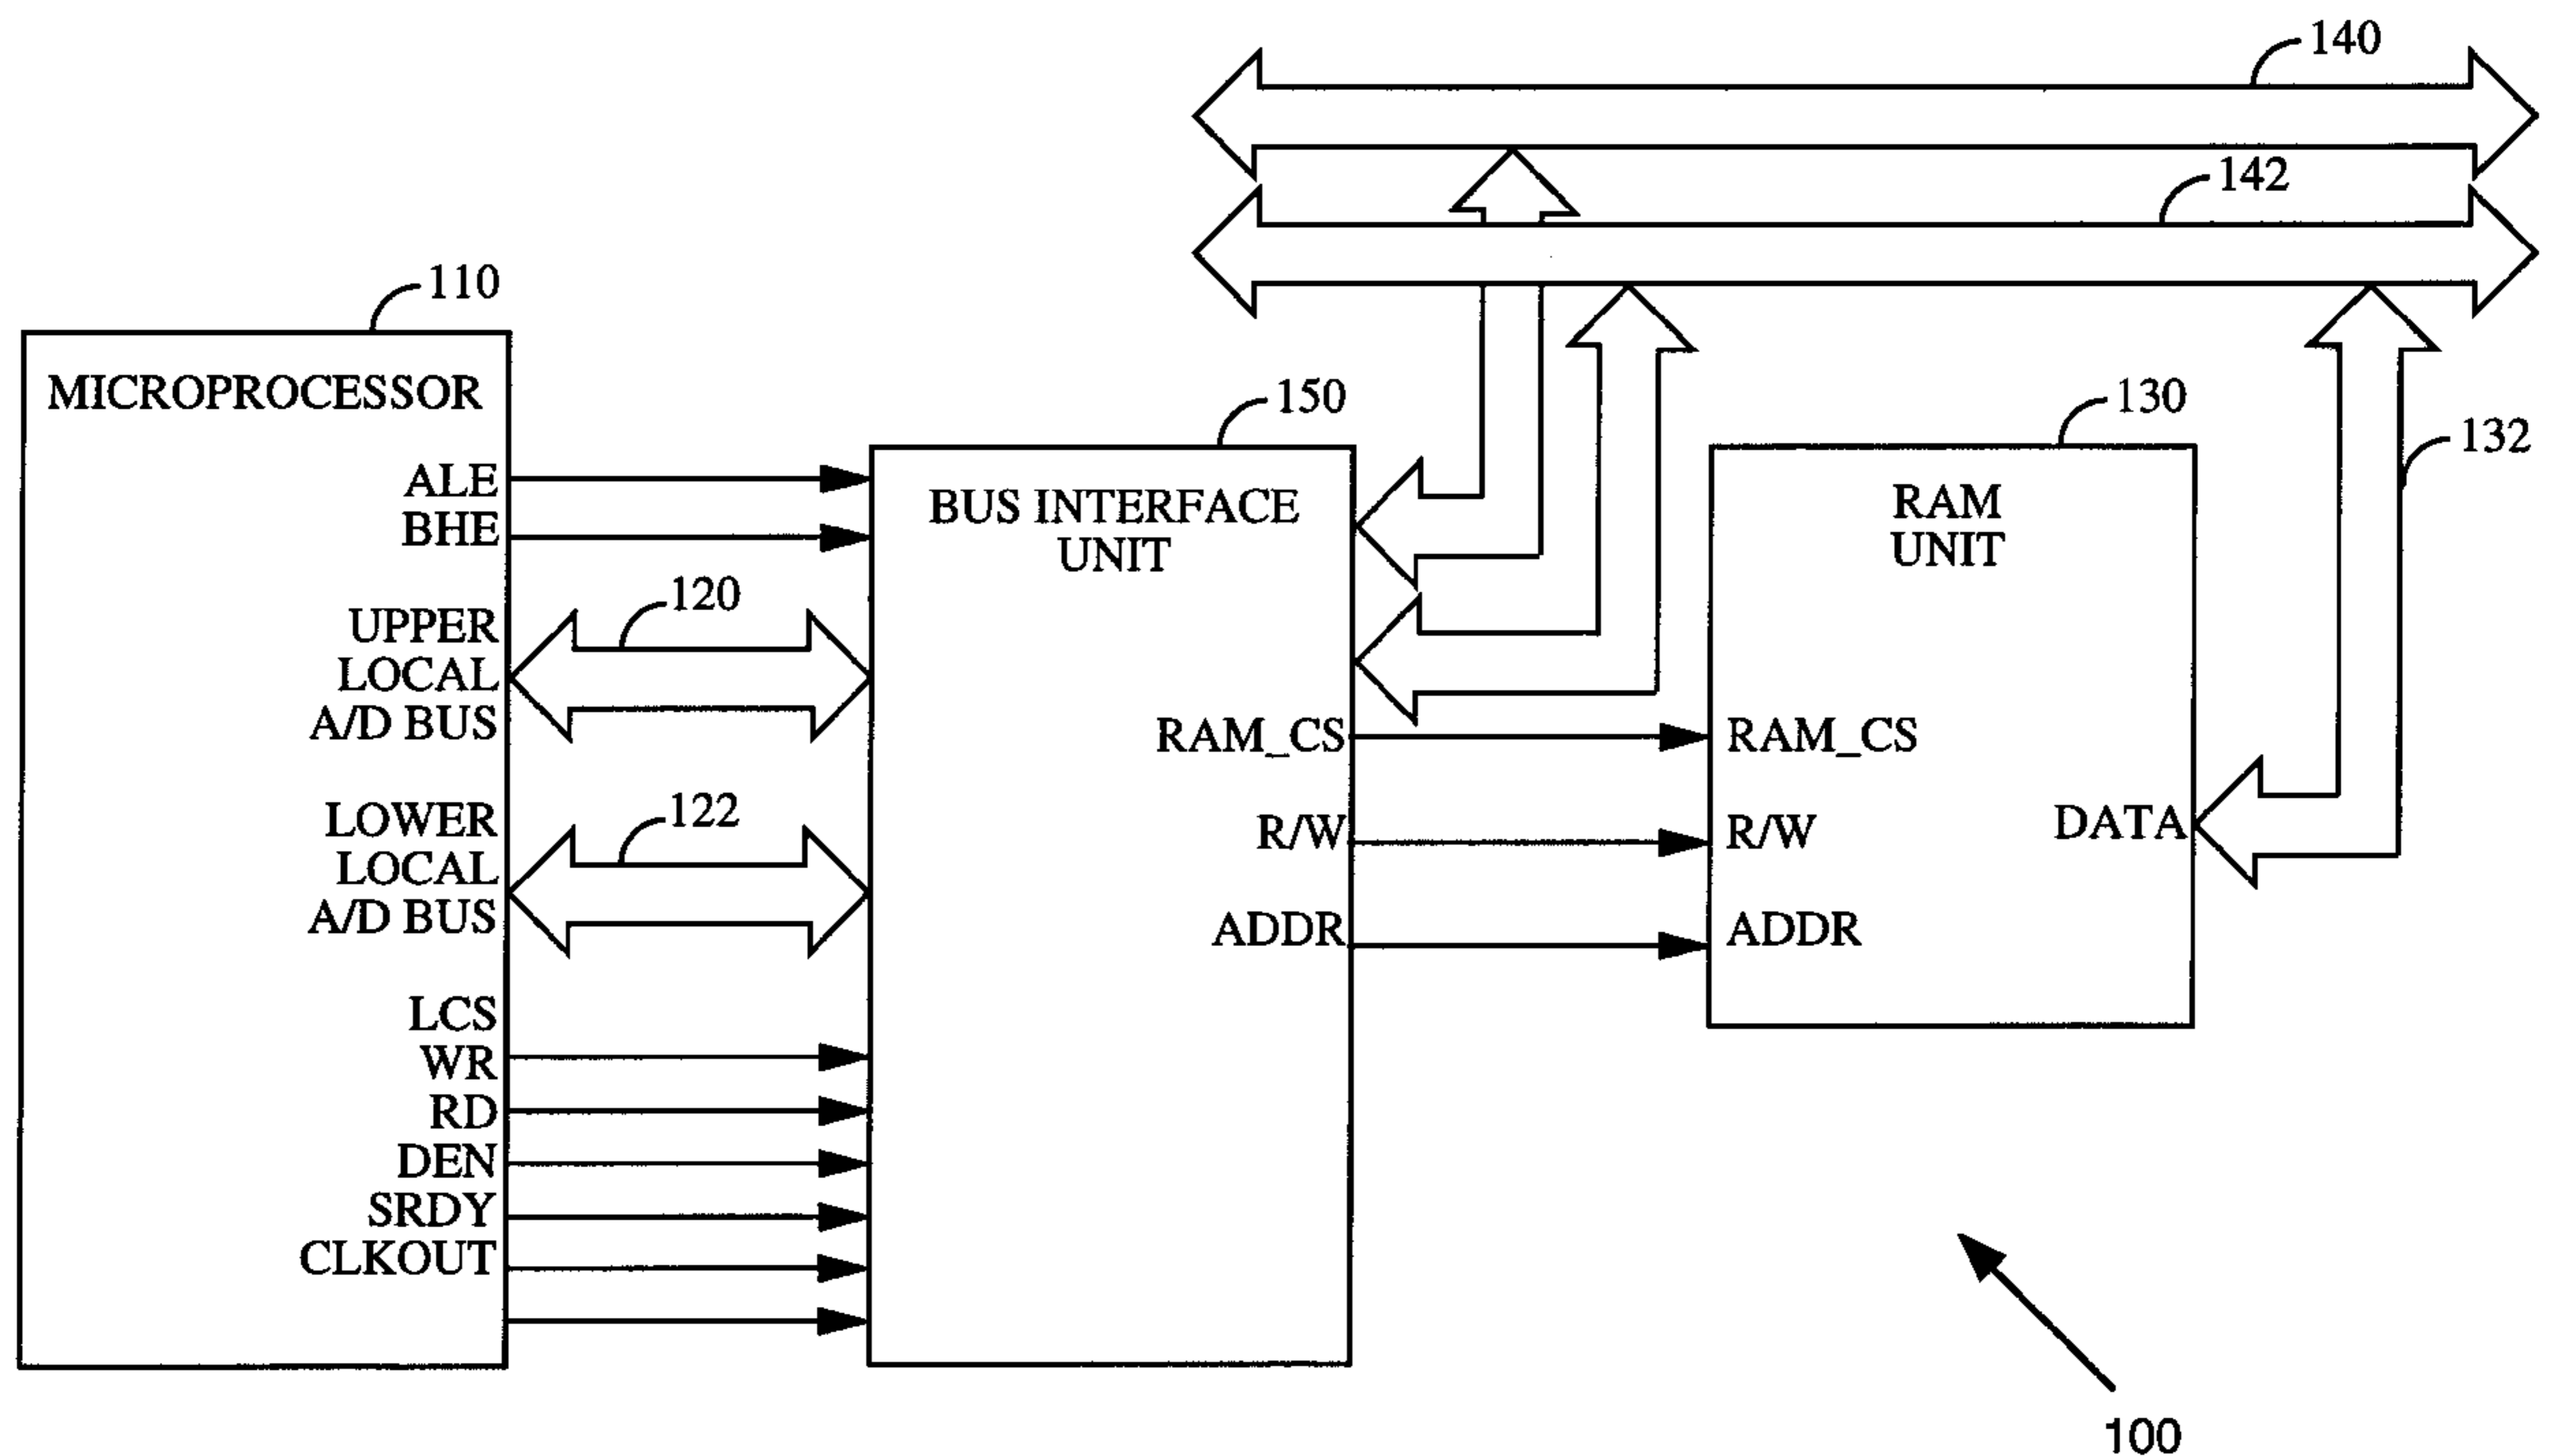 140
142
110
MICROPROCESSOR
ALE
BHE
UPPER
LOCAL
A/D BUS
LOWER
LOCAL
A/D BUS
LCS
WR
RD
DEN
SRDY
CLKOUT
120
122
150
BUS INTERFACE
UNIT
RAM_CS
R/W
ADDR
130
RAM
UNIT
RAM_CS
R/W
ADDR
DATA
132
100